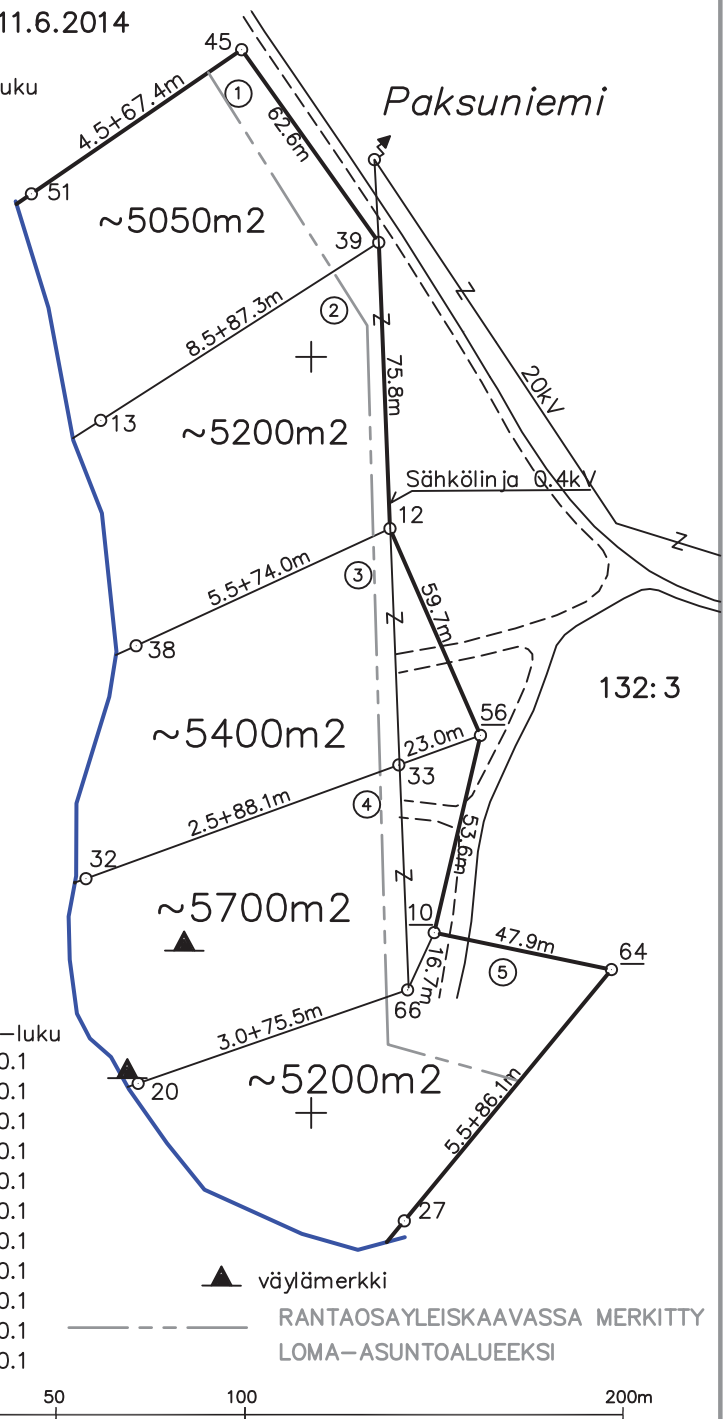 11.6.2014
45
uku
1
Paksuniemi
4.5+67.4m
62.6m
51
~5050m2
39
Z
8.5+87.3m
2
Z
75.8m
20kV
13
~5200m2
Sähkölinja 0.4kV
12
Z
5.5+74.0m
3
59.7m
Z
38
132:3
~5400m2
56
23.0m
33
2.5+88.1m
4
53.6m
32
Z
~5700m2
10
47.9m
64
16.7m
5
66
3.0+75.5m
-luku
0.1
~5200m2
20
0.1
5.5+86.1m
0.1
0.1
0.1
0.1
27
0.1
0.1
väylämerkki
0.1
RANTAOSAYLEISKAAVASSA MERKITTY
0.1
LOMA-ASUNTOALUEEKSI
0.1
50 100 200m